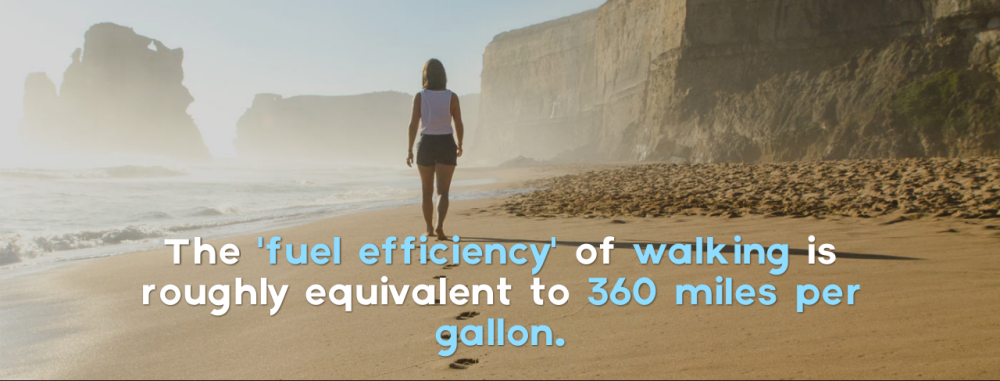 The 'fuel efficiency' of walking is
roughly equivalent to 360 miles per
gallon.